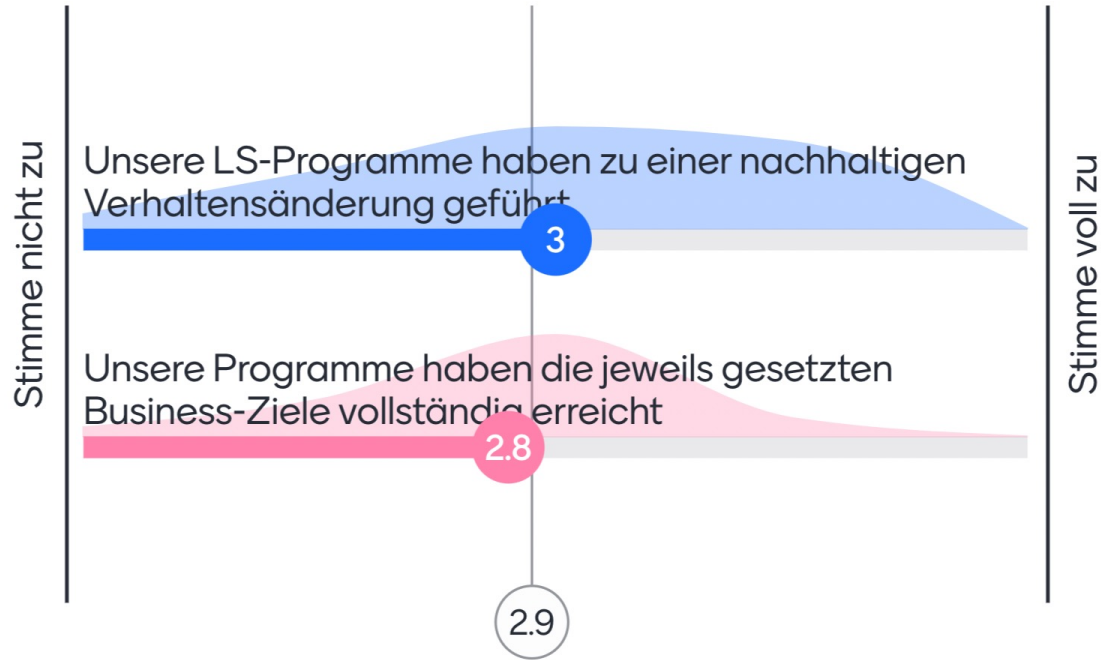 Stimme nicht zu
Unsere LS-Programme haben zu einer nachhaltigen
Verhaltensänderung geführt
3
Unsere Programme haben die jeweils gesetzten
Business-Ziele vollständig erreicht
2.8
2.9
Stimme voll zu